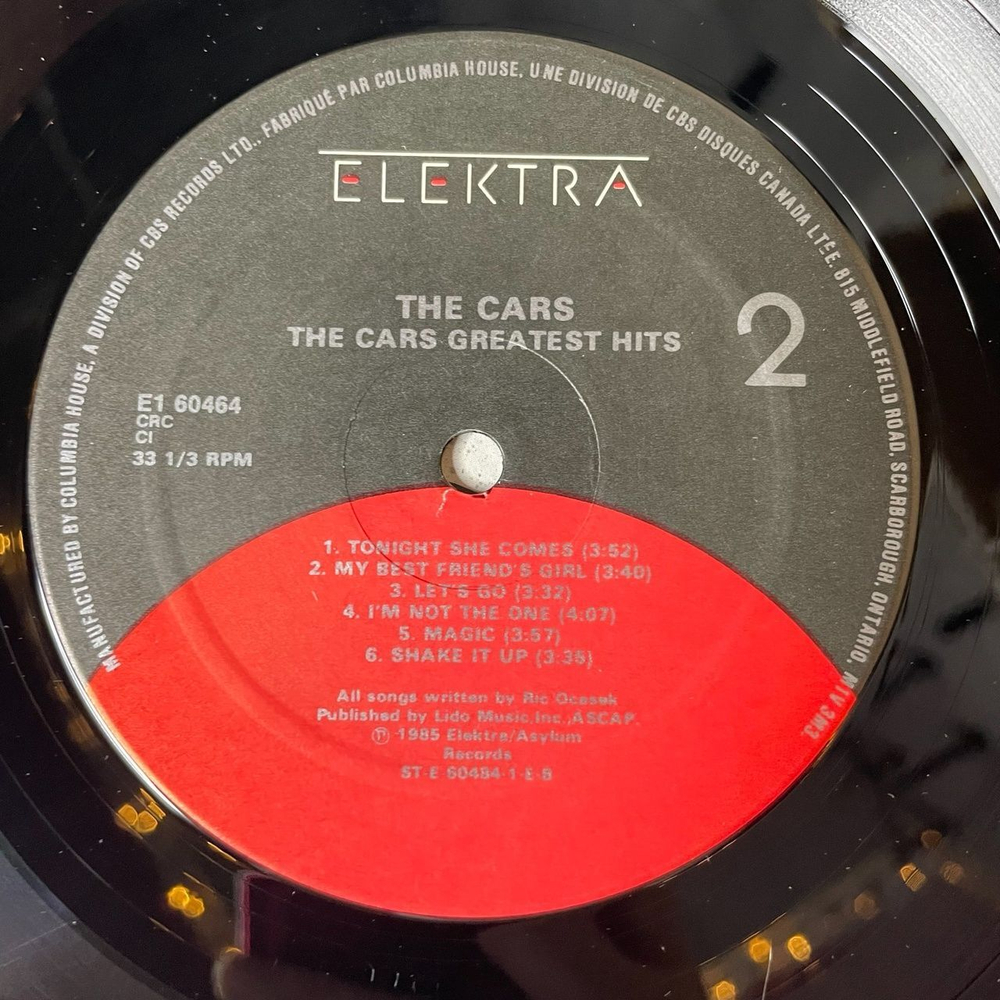 MANUFACTURED BY COLUMBIA HOUSE, A DIVISION OF CBS RECORDS LTD., FABRIQUÉ PAR COLUMBIA HOUSE, UNE DIVISION DE CBS DISQUES CANADA LTÉE. 815 MIDDLEFIELD ROAD, SCARBOROUGH, ONTARIO, M1V 3M3.
ELEKTRA
THE CARS
THE CARS GREATEST HITS
2
E1 60464
CRC
CI
33 1/3 RPM
1. TONIGHT SHE COMES (3:52)
2. MY BEST FRIEND'S GIRL (3:40)
3. LET'S GO (3:32)
4. I'M NOT THE ONE (4:07)
5. MAGIC (3:57)
6. SHAKE IT UP (3:35)
All songs written by Ric Ocasek
Published by Lido Music, Inc., ASCAP.
℗ 1985 Elektra/Asylum
Records
ST-E 60464-1-E-B